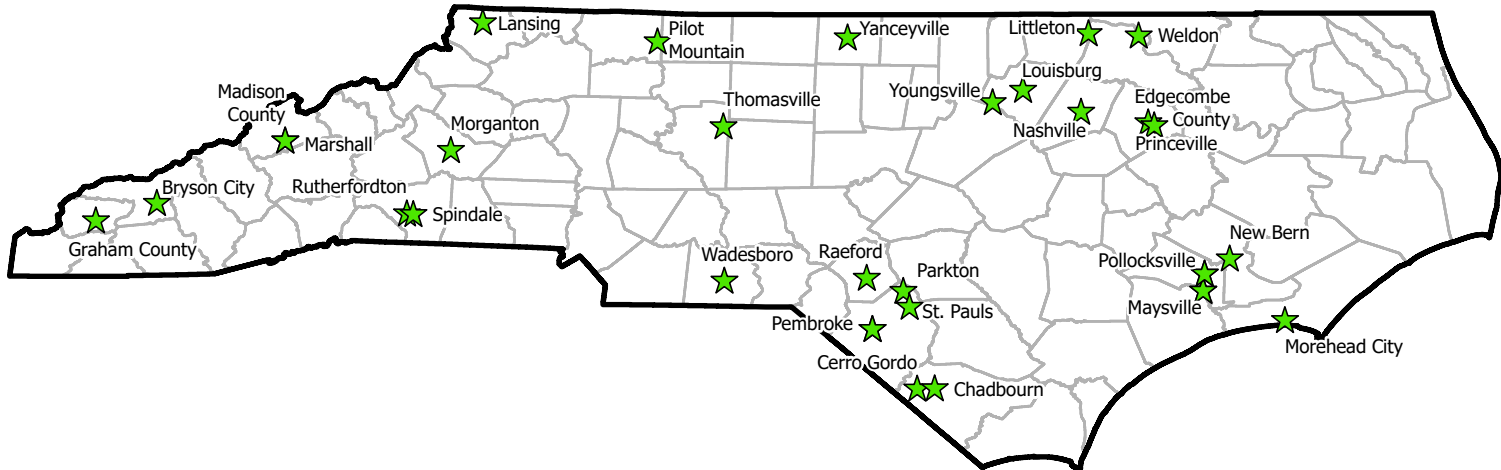 Lansing
Pilot
Mountain
Yanceyville
Littleton
Weldon
Madison
County
Marshall
Morganton
Thomasville
Youngsville
Louisburg
Nashville
Edgecombe
County
Princeville
Bryson City
Graham County
Rutherfordton
Spindale
Wadesboro
Raeford
Parkton
St. Pauls
Pembroke
Cerro Gordo
Chadbourn
New Bern
Pollocksville
Maysville
Morehead City